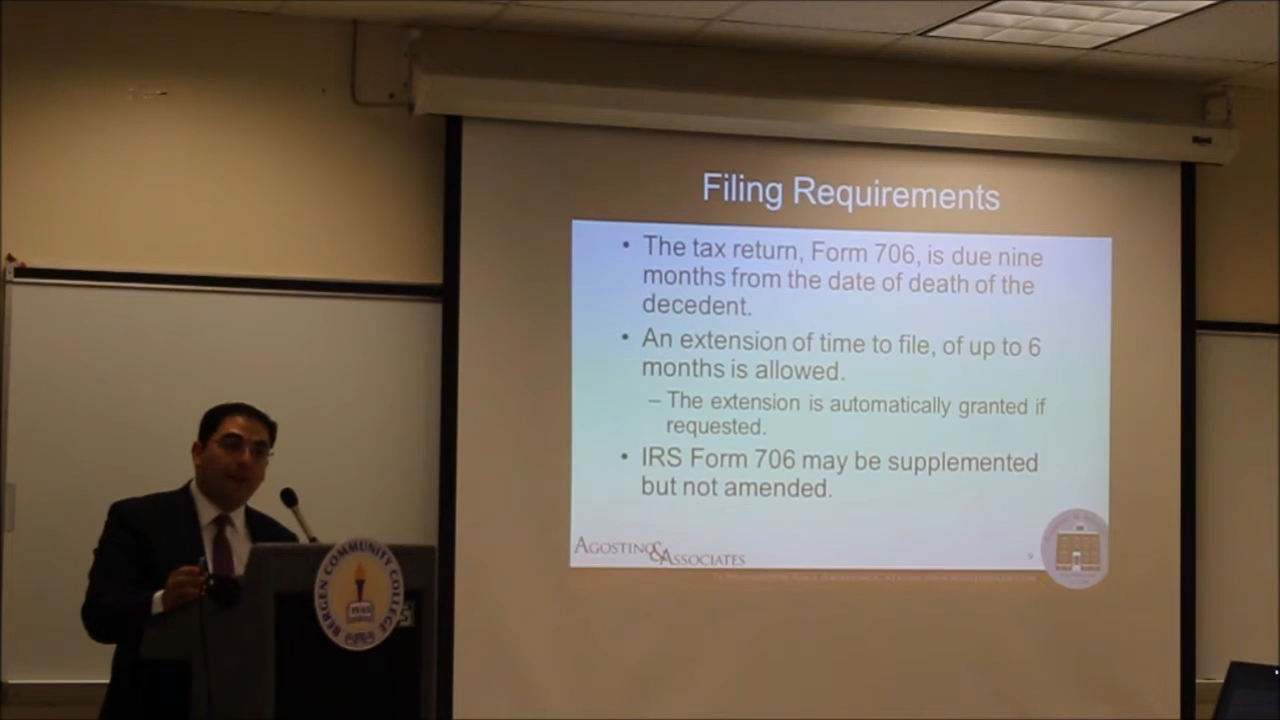 Filing Requirements
• The tax return, Form 706, is due nine
months from the date of death of the
decedent.
• An extension of time to file, of up to 6
months is allowed.
– The extension is automatically granted if
requested.
• IRS Form 706 may be supplemented
but not amended.
AGOSTINO & ASSOCIATES
9
BERGEN COMMUNITY COLLEGE